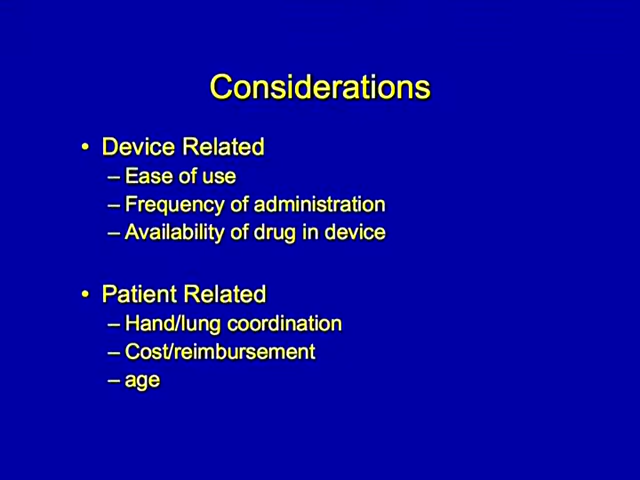 Considerations
• Device Related
– Ease of use
– Frequency of administration
– Availability of drug in device
• Patient Related
– Hand/lung coordination
– Cost/reimbursement
– age